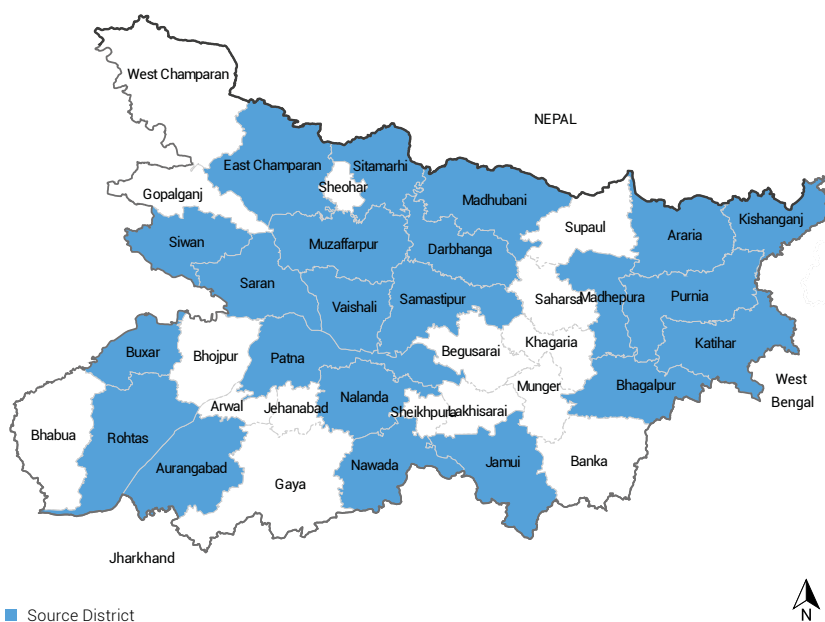 West Champaran
NEPAL
East Champaran
Sitamarhi
Sheohar
Gopalganj
Madhubani
Kishanganj
Supaul
Araria
Siwan
Muzaffarpur
Darbhanga
Saran
Vaishali
Samastipur
Saharsa
Madhepura
Purnia
Buxar
Bhojpur
Patna
Begusarai
Khagaria
Katihar
West
Bengal
Munger
Bhagalpur
Nalanda
Arwal
Jehanabad
Sheikhpura
Lakhisarai
Bhabua
Rohtas
Aurangabad
Nawada
Jamui
Banka
Gaya
Jharkhand
Source District
N